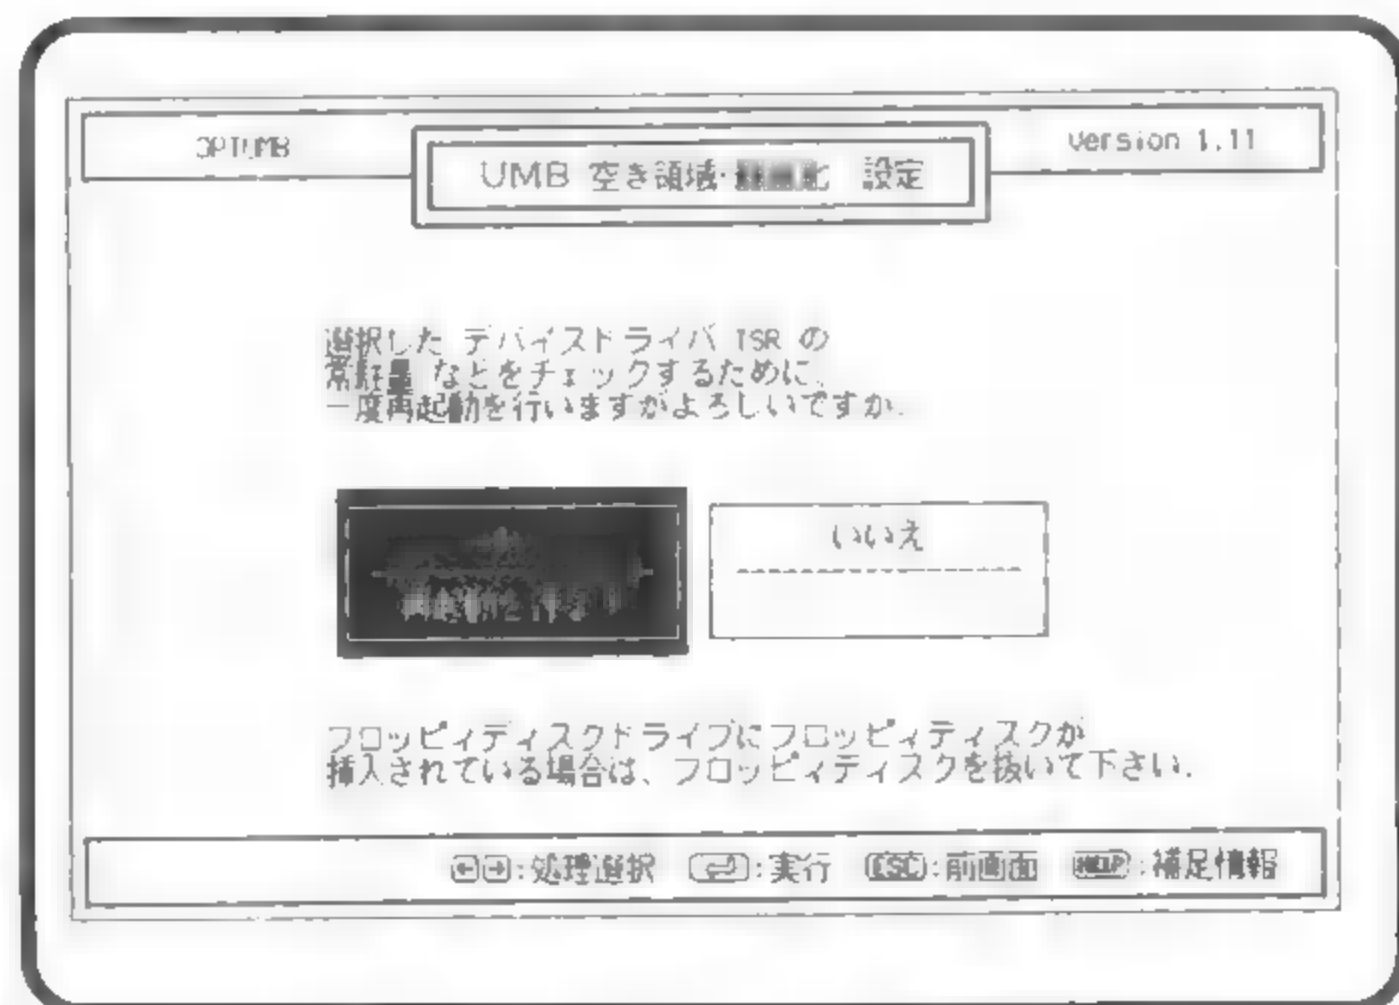 OPTUMB
UMB 空き領域 設定
Version 1.11
選択した デバイスドライバ TSR の
常駐量 などをチェックするために、
一度再起動を行いますがよろしいですか.
いいえ
フロッピィディスクドライブにフロッピィディスクが
挿入されている場合は、フロッピィディスクを抜いて下さい.
←→:処理選択 :実行 ESC:前画面 HELP:補足情報